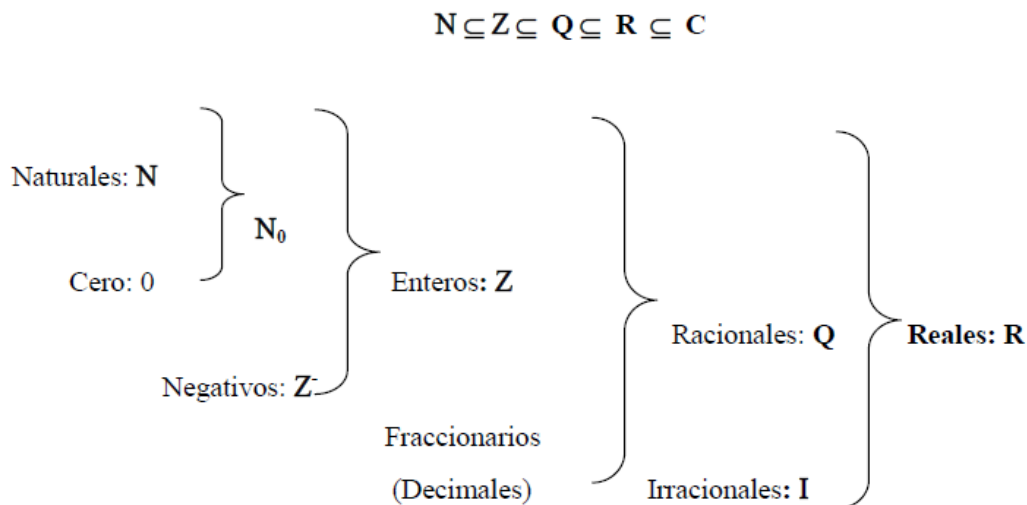 N ⊆ Z ⊆ Q ⊆ R ⊆ C
Naturales: N
N₀
Cero: 0
Enteros: Z
Racionales: Q
Reales: R
Negativos: Z⁻
Fraccionarios
(Decimales)
Irracionales: I